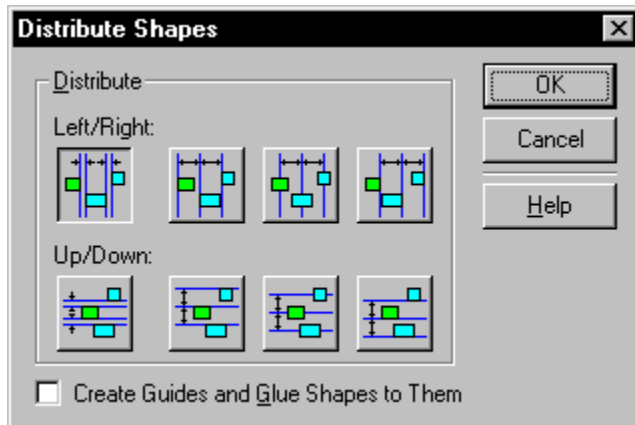 Distribute Shapes
Distribute
OK
Left/Right:
Cancel
Help
Up/Down:
Create Guides and Glue Shapes to Them